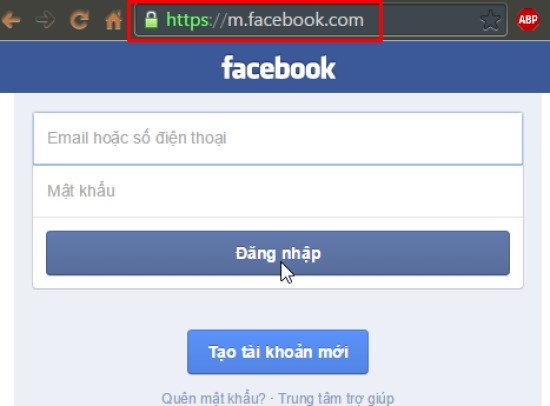 https://m.facebook.com
ABP
facebook
Email hoặc số điện thoại
Mật khẩu
Đăng nhập
Tạo tài khoản mới
Quên mật khẩu? · Trung tâm trợ giúp